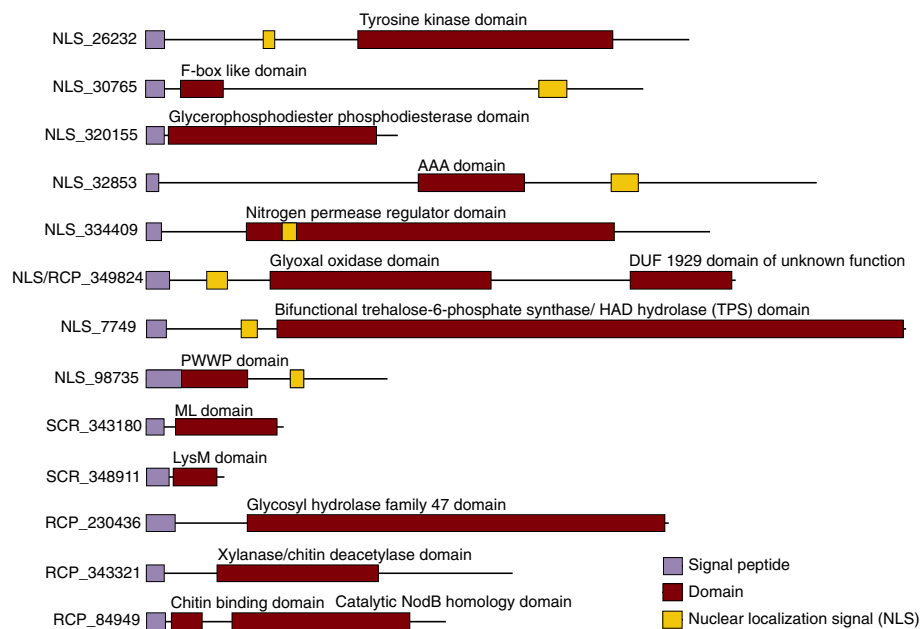 Tyrosine kinase domain
NLS_26232
F-box like domain
NLS_30765
Glycerophosphodiester phosphodiesterase domain
NLS_320155
AAA domain
NLS_32853
Nitrogen permease regulator domain
NLS_334409
Glyoxal oxidase domain DUF 1929 domain of unknown function
NLS/RCP_349824
Bifunctional trehalose-6-phosphate synthase/ HAD hydrolase (TPS) domain
NLS_7749
PWWP domain
NLS_98735
ML domain
SCR_343180
LysM domain
SCR_348911
Glycosyl hydrolase family 47 domain
RCP_230436
Xylanase/chitin deacetylase domain
RCP_343321
Chitin binding domain Catalytic NodB homology domain
RCP_84949
Signal peptide
Domain
Nuclear localization signal (NLS)